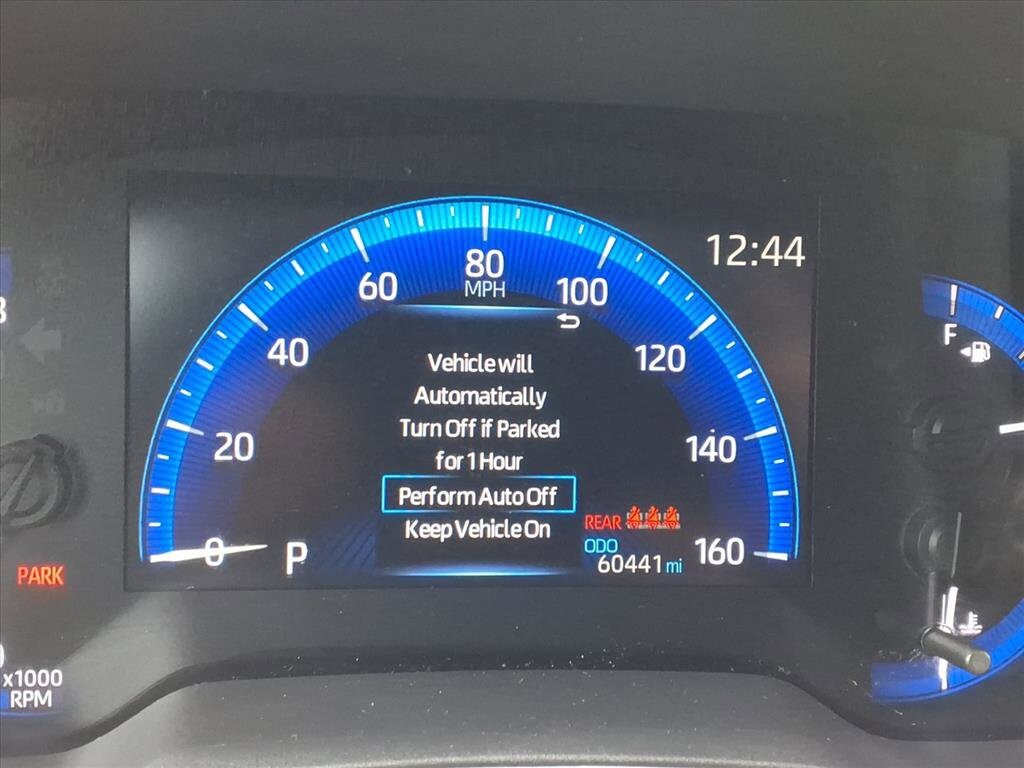 12:44
60
80
100
MPH
40
120
20
140
0
160
Vehicle will
Automatically
Turn Off if Parked
for 1 Hour
Perform Auto Off
Keep Vehicle On
P
REAR
ODO
60441 mi
F
PARK
x1000
RPM